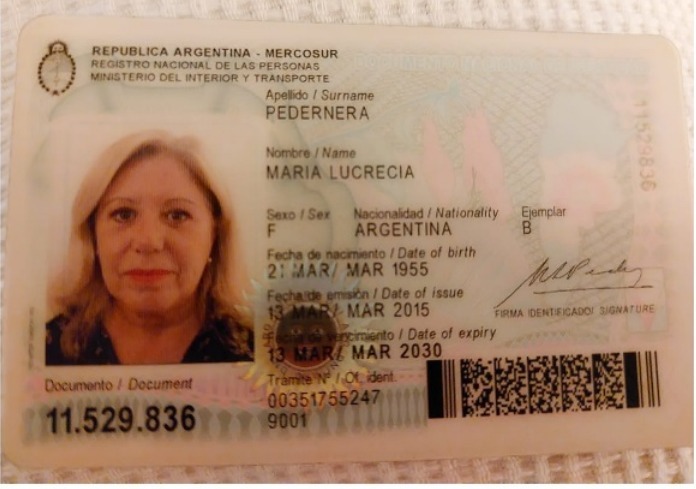 REPUBLICA ARGENTINA - MERCOSUR
REGISTRO NACIONAL DE LAS PERSONAS
MINISTERIO DEL INTERIOR Y TRANSPORTE
Apellido / Surname
PEDERNERA
Nombre / Name
MARIA LUCRECIA
Sexo / Sex Nacionalidad / Nationality Ejemplar
F ARGENTINA B
Fecha de nacimiento / Date of birth
21 MAR/ MAR 1955
Fecha de emisión / Date of issue
13 MAR/ MAR 2015
FIRMA IDENTIFICADO/ SIGNATURE
Fecha de vencimiento / Date of expiry
13 MAR/ MAR 2030
Documento / Document
11.529.836
Trámite N° / Of. ident.
00351755247
9001
11529836